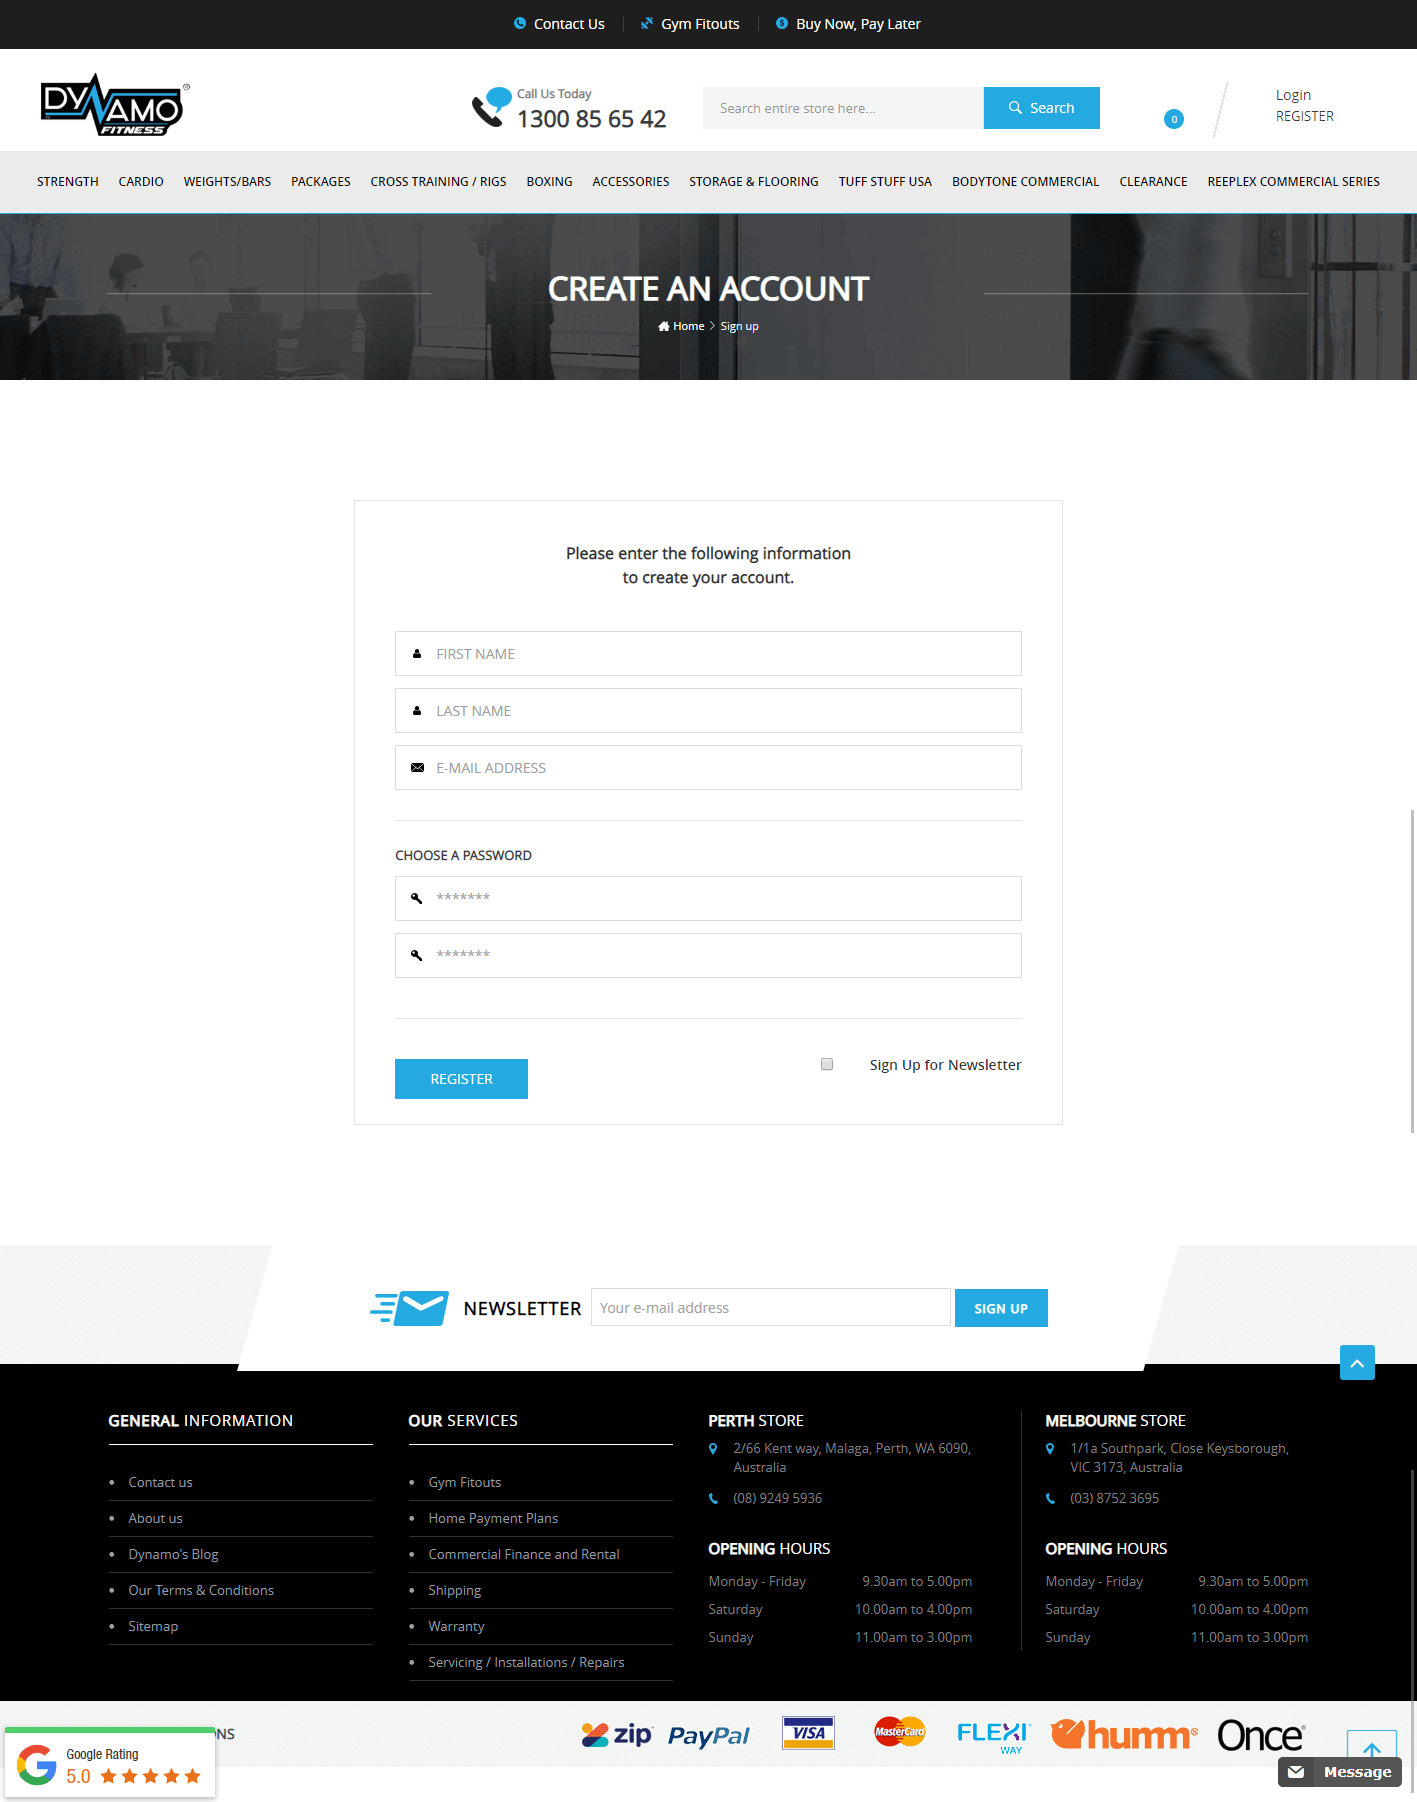 Contact Us
Gym Fitouts
Buy Now, Pay Later
DYNAMO
FITNESS
®
Call Us Today
1300 85 65 42
Search entire store here...
Search
0
Login
REGISTER
STRENGTH
CARDIO
WEIGHTS/BARS
PACKAGES
CROSS TRAINING / RIGS
BOXING
ACCESSORIES
STORAGE & FLOORING
TUFF STUFF USA
BODYTONE COMMERCIAL
CLEARANCE
REEPLEX COMMERCIAL SERIES
CREATE AN ACCOUNT
Home
Sign up
Please enter the following information
to create your account.
FIRST NAME
LAST NAME
E-MAIL ADDRESS
CHOOSE A PASSWORD
*******
*******
REGISTER
Sign Up for Newsletter
NEWSLETTER
Your e-mail address
SIGN UP
GENERAL INFORMATION
Contact us
About us
Dynamo's Blog
Our Terms & Conditions
Sitemap
OUR SERVICES
Gym Fitouts
Home Payment Plans
Commercial Finance and Rental
Shipping
Warranty
Servicing / Installations / Repairs
PERTH STORE
2/66 Kent way, Malaga, Perth, WA 6090,
Australia
(08) 9249 5936
OPENING HOURS
Monday - Friday 9.30am to 5.00pm
Saturday 10.00am to 4.00pm
Sunday 11.00am to 3.00pm
MELBOURNE STORE
1/1a Southpark, Close Keysborough,
VIC 3173, Australia
(03) 8752 3695
OPENING HOURS
Monday - Friday 9.30am to 5.00pm
Saturday 10.00am to 4.00pm
Sunday 11.00am to 3.00pm
NS
zip
PayPal
VISA
MasterCard
FLEXI
WAY
humm
Once
Google Rating
5.0
Message